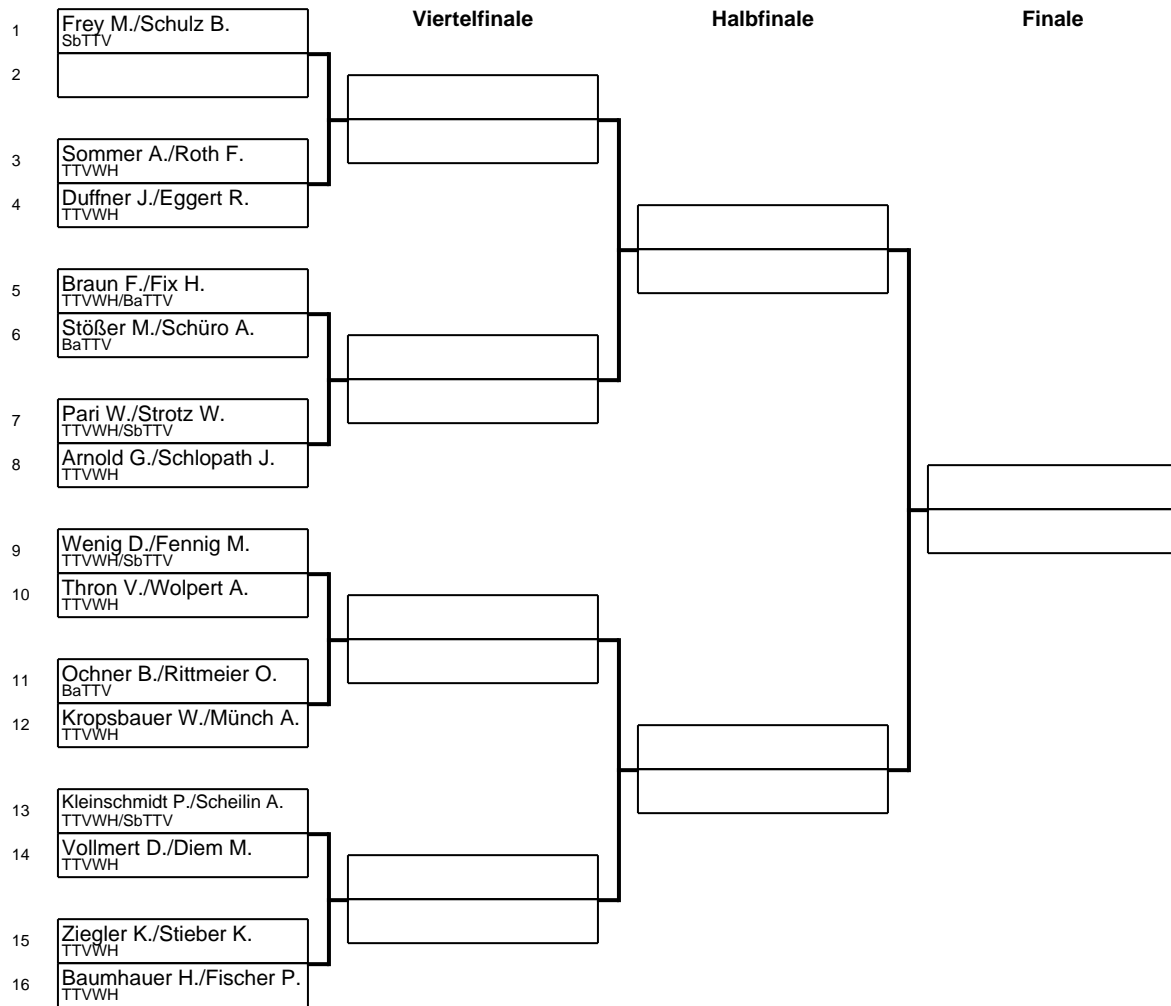 Viertelfinale Halbfinale Finale
1 Frey M./Schulz B.
SbTTV
2
3 Sommer A./Roth F.
TTVWH
4 Duffner J./Eggert R.
TTVWH
5 Braun F./Fix H.
TTVWH/BaTTV
6 Stößer M./Schüro A.
BaTTV
7 Pari W./Strotz W.
TTVWH/SbTTV
8 Arnold G./Schlopath J.
TTVWH
9 Wenig D./Fennig M.
TTVWH/SbTTV
10 Thron V./Wolpert A.
TTVWH
11 Ochner B./Rittmeier O.
BaTTV
12 Kropsbauer W./Münch A.
TTVWH
13 Kleinschmidt P./Scheilin A.
TTVWH/SbTTV
14 Vollmert D./Diem M.
TTVWH
15 Ziegler K./Stieber K.
TTVWH
16 Baumhauer H./Fischer P.
TTVWH